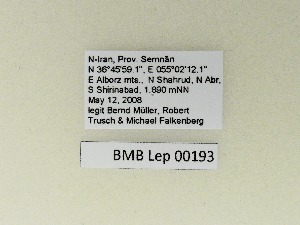 N-Iran, Prov. Semnān
N 36°45'59.1", E 055°02'12.1"
E Alborz mts., N Shahrud, N Abr,
S Shirinabad, 1.890 mNN
May 12, 2008
legit Bernd Müller, Robert
Trusch & Michael Falkenberg
BMB Lep 00193